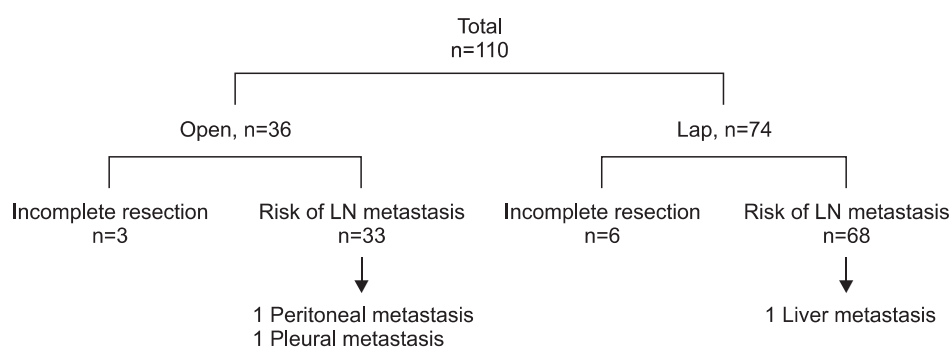 Total
n=110
Open, n=36
Lap, n=74
Incomplete resection
n=3
Risk of LN metastasis
n=33
Incomplete resection
n=6
Risk of LN metastasis
n=68
1 Peritoneal metastasis
1 Pleural metastasis
1 Liver metastasis